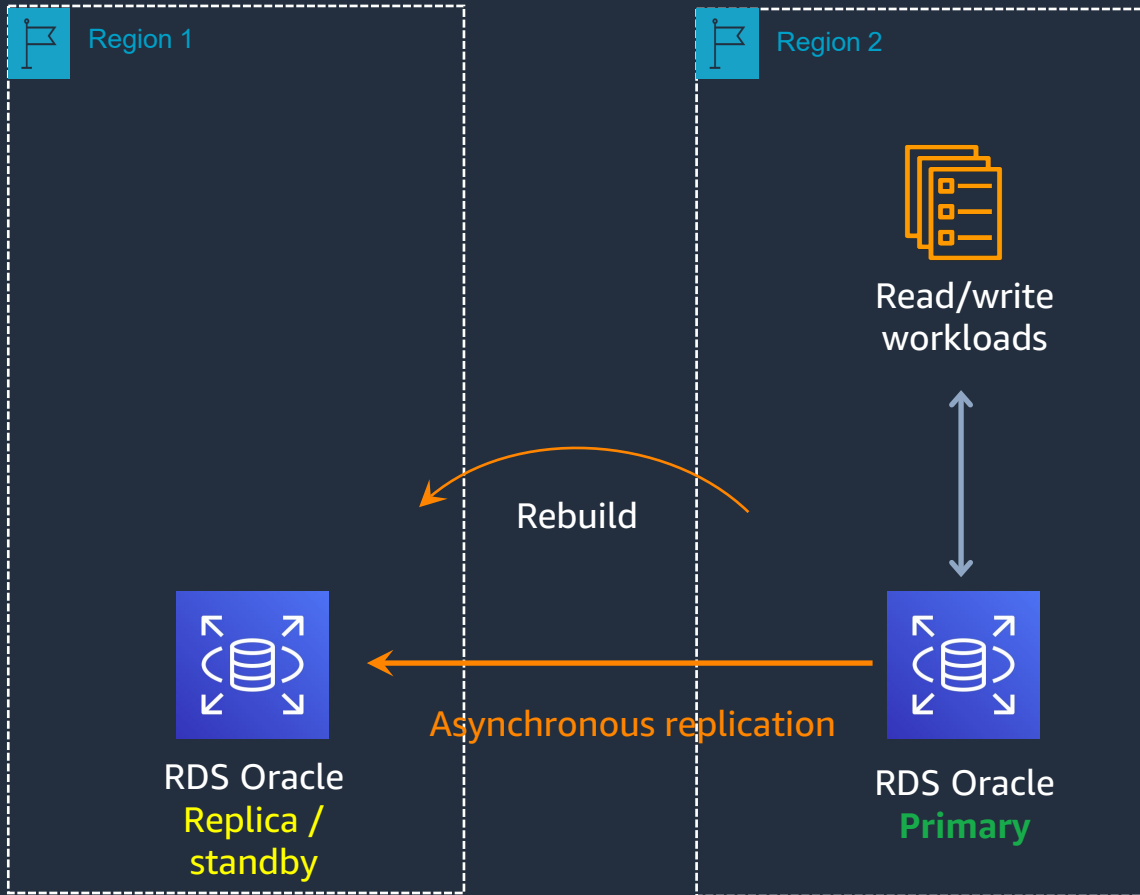 Region 1
Region 2
Read/write
workloads
Rebuild
Asynchronous replication
RDS Oracle
Replica /
standby
RDS Oracle
Primary